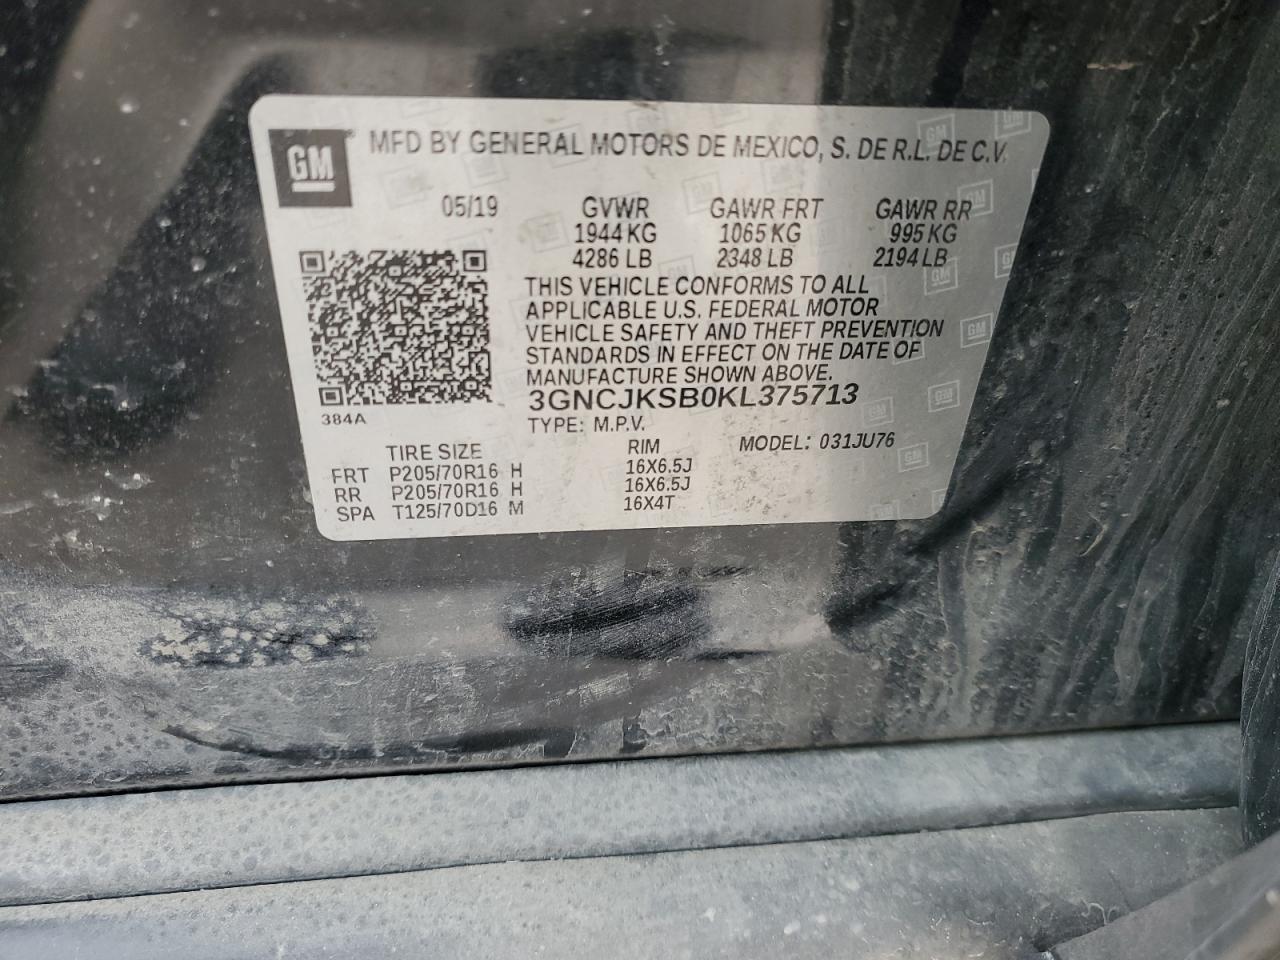 GM
MFD BY GENERAL MOTORS DE MEXICO, S. DE R.L. DE C.V.
05/19 GVWR GAWR FRT GAWR RR
1944 KG 1065 KG 995 KG
4286 LB 2348 LB 2194 LB
THIS VEHICLE CONFORMS TO ALL
APPLICABLE U.S. FEDERAL MOTOR
VEHICLE SAFETY AND THEFT PREVENTION
STANDARDS IN EFFECT ON THE DATE OF
MANUFACTURE SHOWN ABOVE.
3GNCJKSB0KL375713
384A
TYPE: M.P.V.
TIRE SIZE RIM MODEL: 031JU76
FRT P205/70R16 H 16X6.5J
RR P205/70R16 H 16X6.5J
SPA T125/70D16 M 16X4T